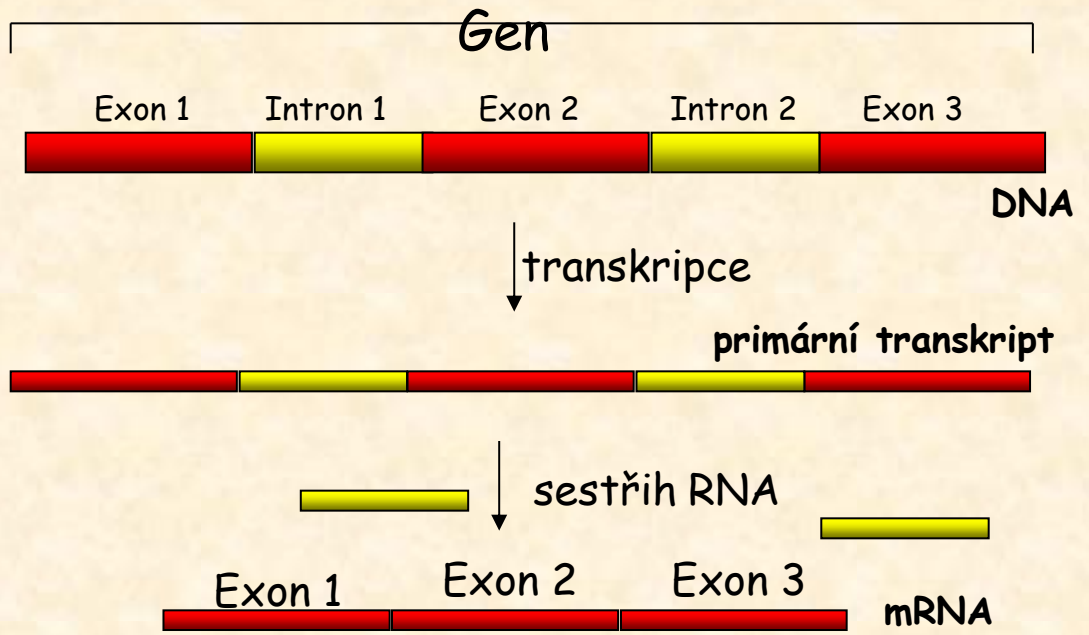 Gen
Exon 1 Intron 1 Exon 2 Intron 2 Exon 3
DNA
transkripce
primární transkript
sestřih RNA
Exon 1 Exon 2 Exon 3
mRNA